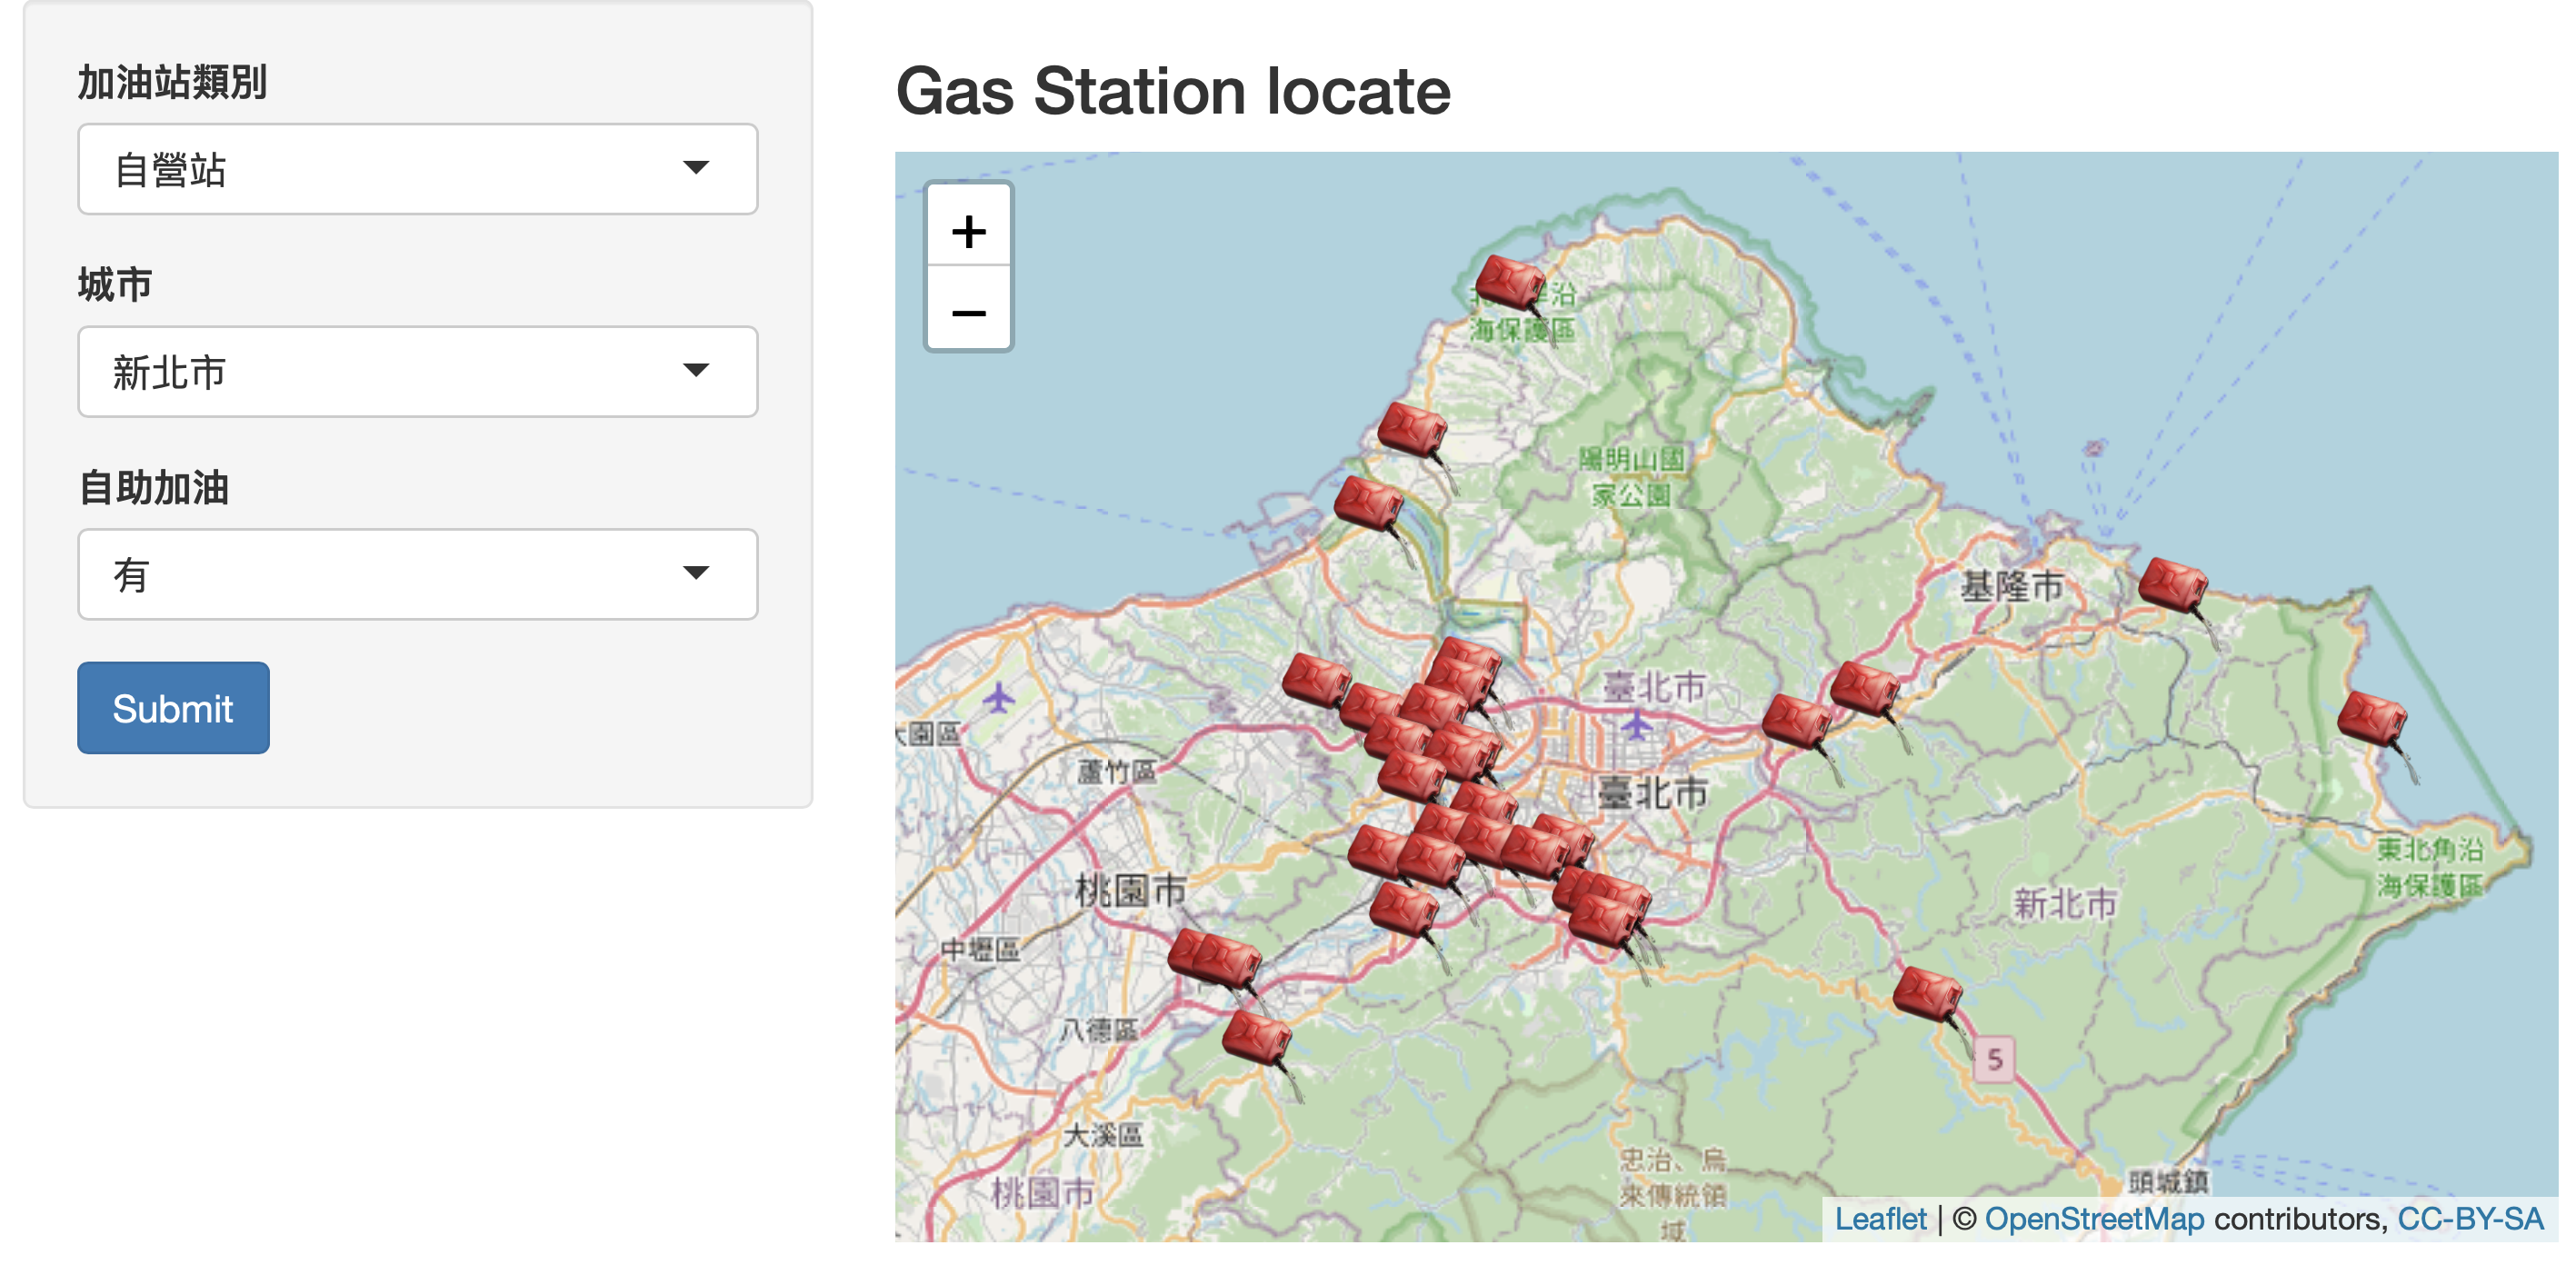 加油站類別
自營站
城市
新北市
自助加油
有
Submit
Gas Station locate
+
−
海保護區
陽明山國
家公園
基隆市
臺北市
大園區
蘆竹區
臺北市
東北角沿
海保護區
桃園市
新北市
中壢區
八德區
5
大溪區
忠治、烏
來傳統領
域
桃園市
頭城鎮
Leaflet | © OpenStreetMap contributors, CC-BY-SA